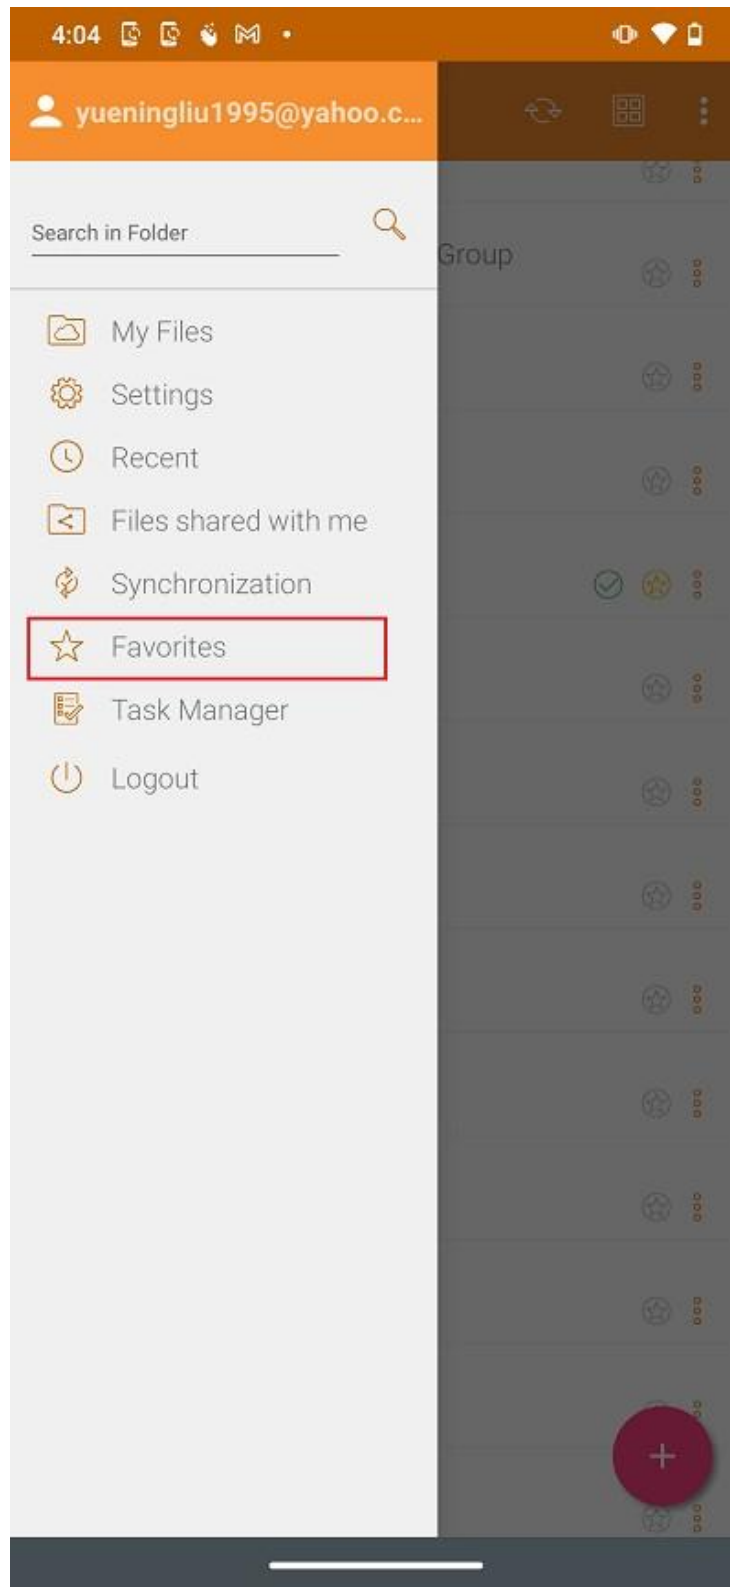 4:04
yueningliu1995@yahoo.c...
Search in Folder
Group
My Files
Settings
Recent
Files shared with me
Synchronization
Favorites
Task Manager
Logout